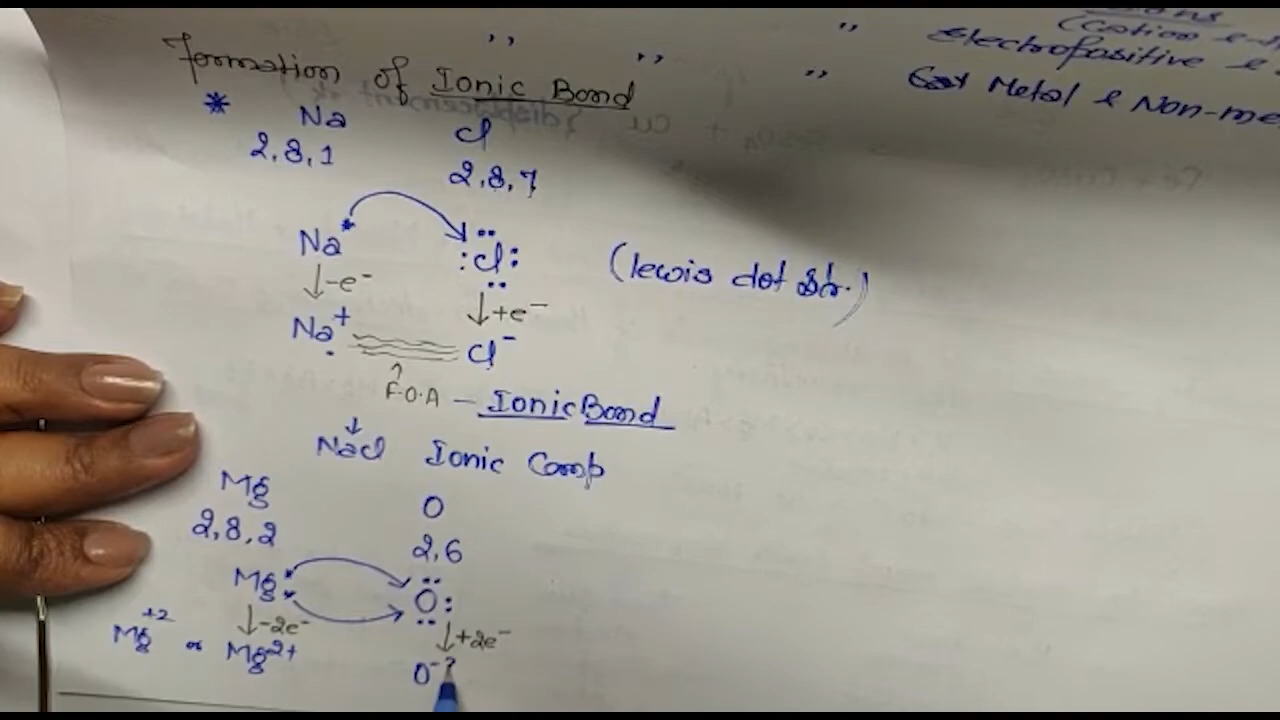 (Cation &
" " " Electropositive &
Formation of Ionic Bond " Metal & Non-me
* Na Cl
2,8,1 2,8,7
Na* :Cl: (lewis dot str.)
↓-e⁻ ↓+e⁻
Na⁺ Cl⁻
↑
F.O.A – Ionic Bond
↓
NaCl Ionic Comp
Mg O
2,8,2 2,6
Mg O:
↓-2e⁻ ↓+2e⁻
Mg⁺² or Mg²⁺ O⁻²